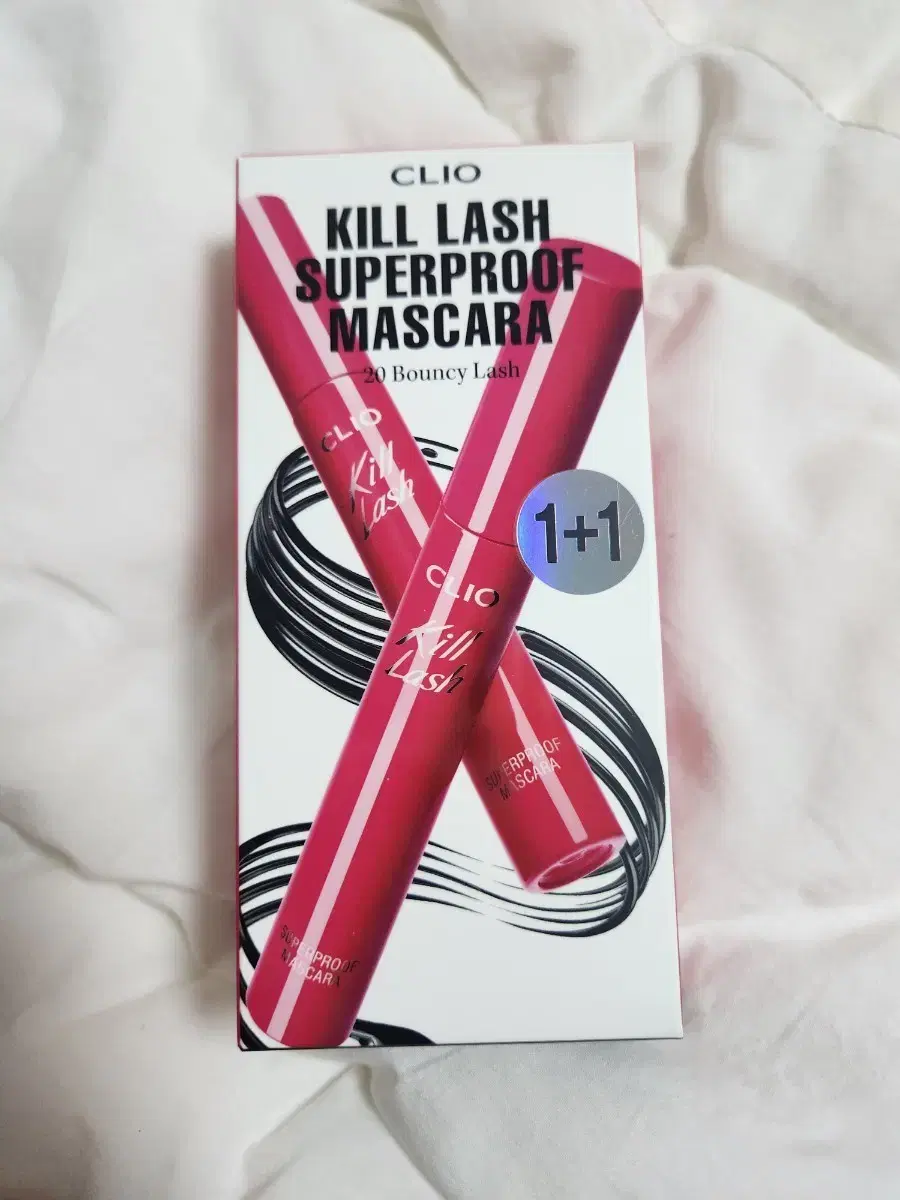 CLIO
KILL LASH
SUPERPROOF
MASCARA
20 Bouncy Lash
CLIO
Kill
Lash
1+1
CLIO
Kill
Lash
SUPERPROOF
MASCARA
SUPERPROOF
MASCARA